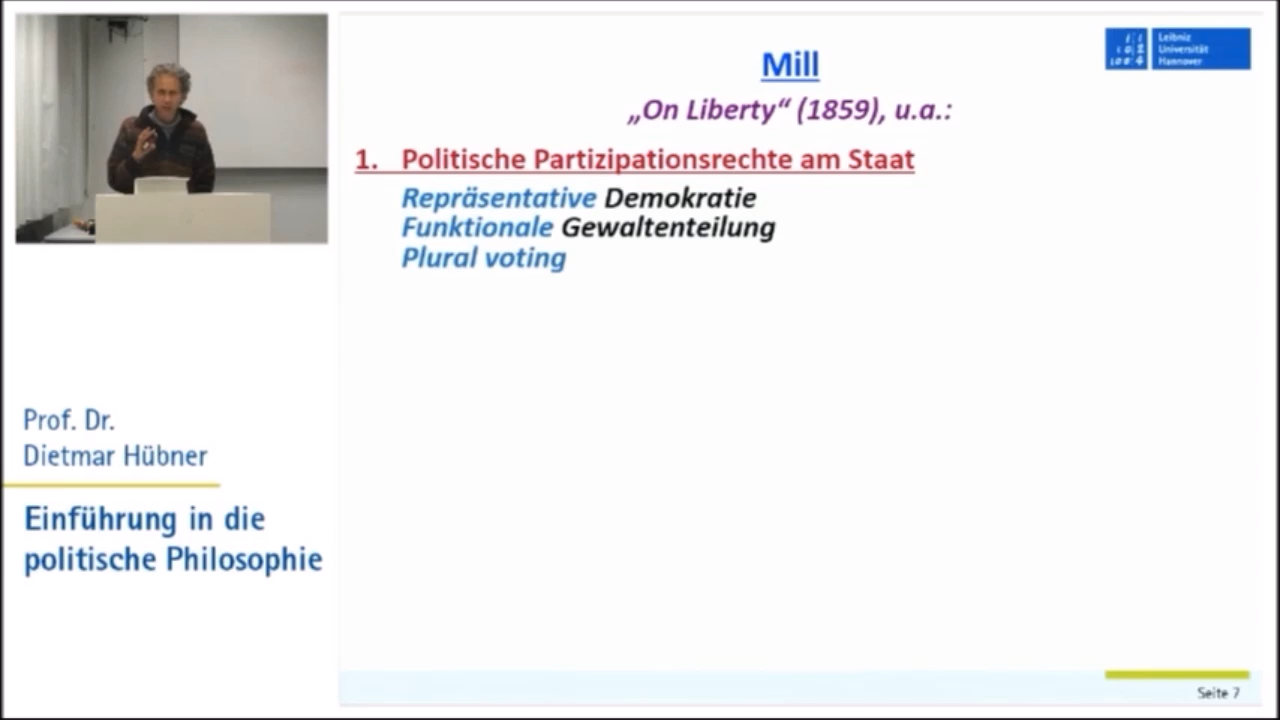 Mill
„On Liberty“ (1859), u.a.:
1. Politische Partizipationsrechte am Staat
Repräsentative Demokratie
Funktionale Gewaltenteilung
Plural voting
Leibniz
Universität
Hannover
Prof. Dr.
Dietmar Hübner
Einführung in die
politische Philosophie
Seite 7